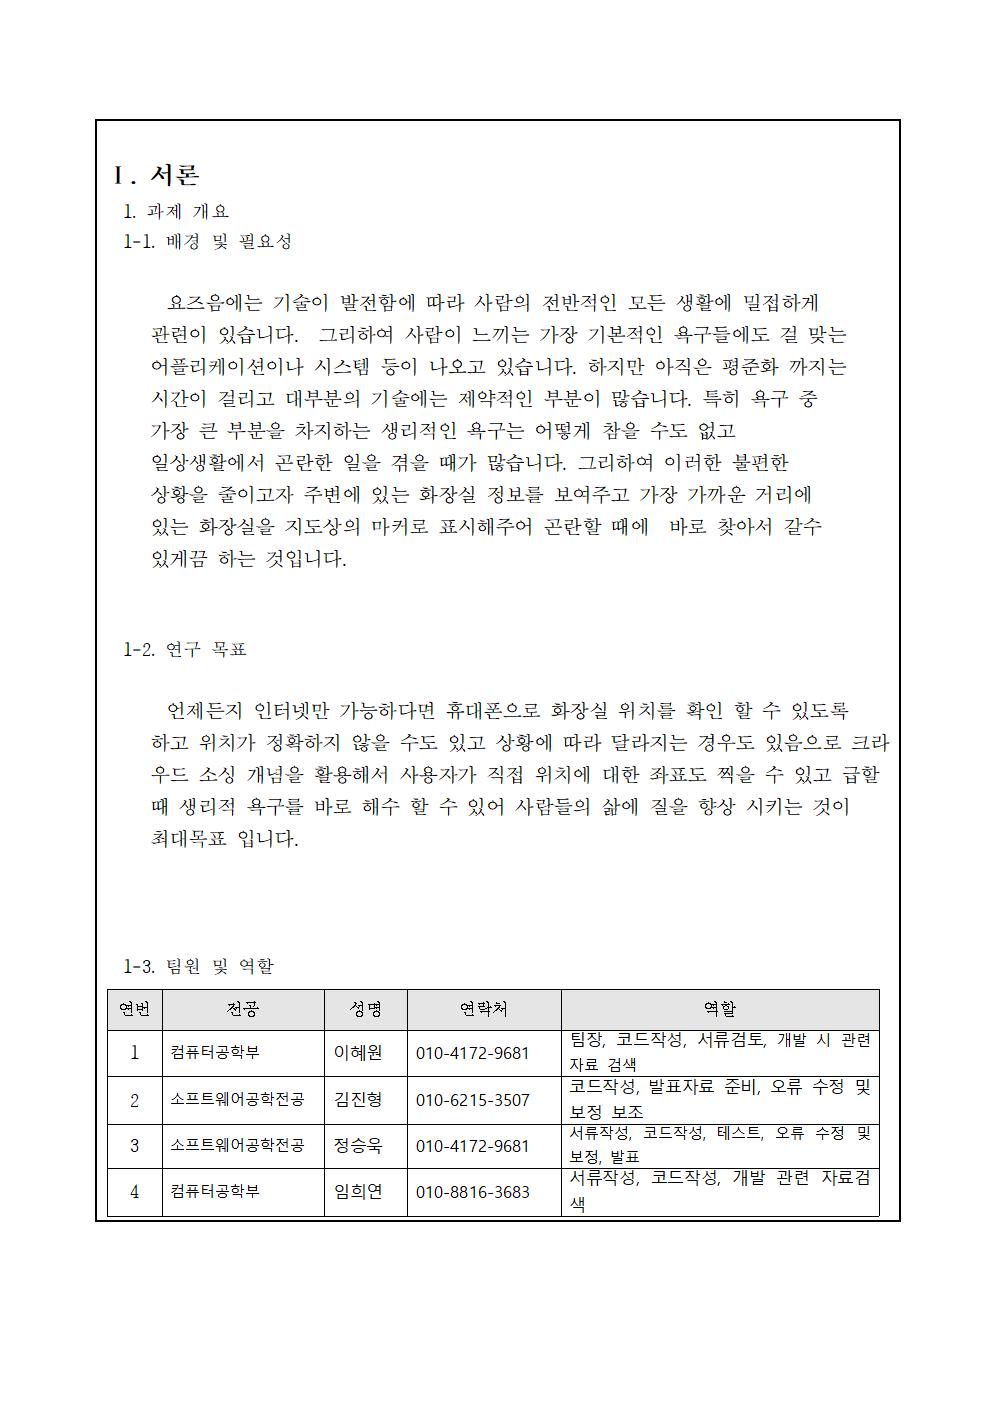 I. 서론
1. 과제 개요
1-1. 배경 및 필요성
요즈음에는 기술이 발전함에 따라 사람의 전반적인 모든 생활에 밀접하게
관련이 있습니다. 그리하여 사람이 느끼는 가장 기본적인 욕구들에도 걸 맞는
어플리케이션이나 시스템 등이 나오고 있습니다. 하지만 아직은 평준화 까지는
시간이 걸리고 대부분의 기술에는 제약적인 부분이 많습니다. 특히 욕구 중
가장 큰 부분을 차지하는 생리적인 욕구는 어떻게 참을 수도 없고
일상생활에서 곤란한 일을 겪을 때가 많습니다. 그리하여 이러한 불편한
상황을 줄이고자 주변에 있는 화장실 정보를 보여주고 가장 가까운 거리에
있는 화장실을 지도상의 마커로 표시해주어 곤란할 때에 바로 찾아서 갈수
있게끔 하는 것입니다.
1-2. 연구 목표
언제든지 인터넷만 가능하다면 휴대폰으로 화장실 위치를 확인 할 수 있도록
하고 위치가 정확하지 않을 수도 있고 상황에 따라 달라지는 경우도 있음으로 크라
우드 소싱 개념을 활용해서 사용자가 직접 위치에 대한 좌표도 찍을 수 있고 급할
때 생리적 욕구를 바로 해수 할 수 있어 사람들의 삶에 질을 향상 시키는 것이
최대목표 입니다.
1-3. 팀원 및 역할
연번 전공 성명 연락처 역할
1 컴퓨터공학부 이혜원 010-4172-9681 팀장, 코드작성, 서류검토, 개발 시 관련
자료 검색
2 소프트웨어공학전공 김진형 010-6215-3507 코드작성, 발표자료 준비, 오류 수정 및
보정 보조
3 소프트웨어공학전공 정승욱 010-4172-9681 서류작성, 코드작성, 테스트, 오류 수정 및
보정, 발표
4 컴퓨터공학부 임희연 010-8816-3683 서류작성, 코드작성, 개발 관련 자료검
색